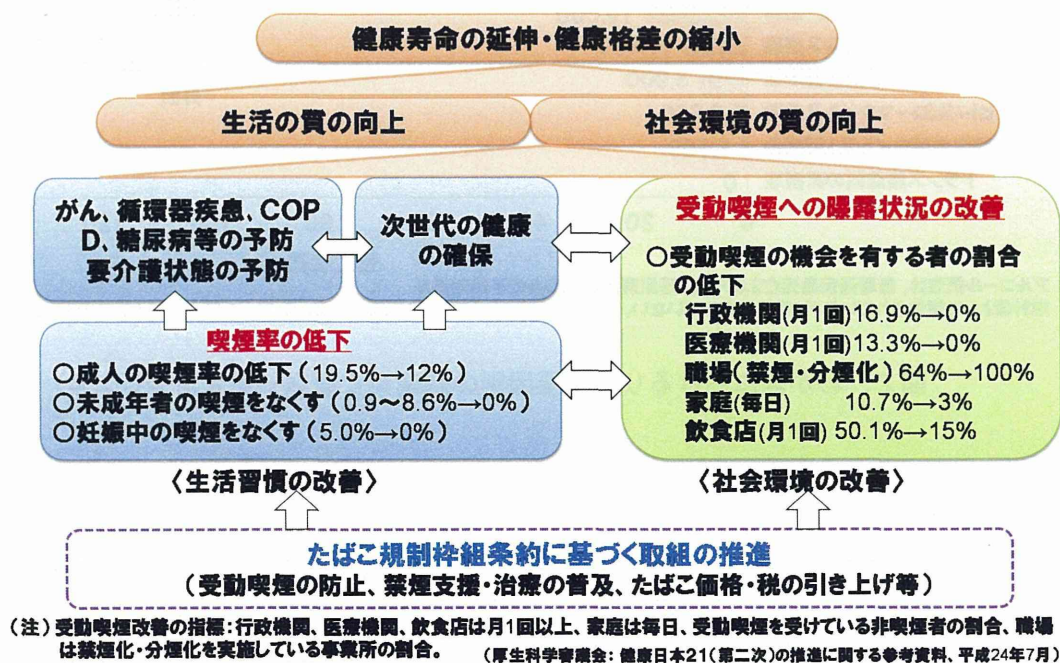 健康寿命の延伸・健康格差の縮小
生活の質の向上
社会環境の質の向上
がん、循環器疾患、COP
D、糖尿病等の予防
要介護状態の予防
次世代の健康
の確保
受動喫煙への曝露状況の改善
○受動喫煙の機会を有する者の割合
の低下
行政機関(月1回)16.9%→0%
医療機関(月1回)13.3%→0%
職場(禁煙・分煙化) 64%→100%
家庭(毎日) 10.7%→3%
飲食店(月1回) 50.1%→15%
喫煙率の低下
○成人の喫煙率の低下(19.5%→12%)
○未成年者の喫煙をなくす(0.9~8.6%→0%)
○妊娠中の喫煙をなくす(5.0%→0%)
〈生活習慣の改善〉
〈社会環境の改善〉
たばこ規制枠組条約に基づく取組の推進
(受動喫煙の防止、禁煙支援・治療の普及、たばこ価格・税の引き上げ等)
(注)受動喫煙改善の指標:行政機関、医療機関、飲食店は月1回以上、家庭は毎日、受動喫煙を受けている非喫煙者の割合、職場
は禁煙化・分煙化を実施している事業所の割合。
(厚生科学審議会:健康日本21(第二次)の推進に関する参考資料、平成24年7月)